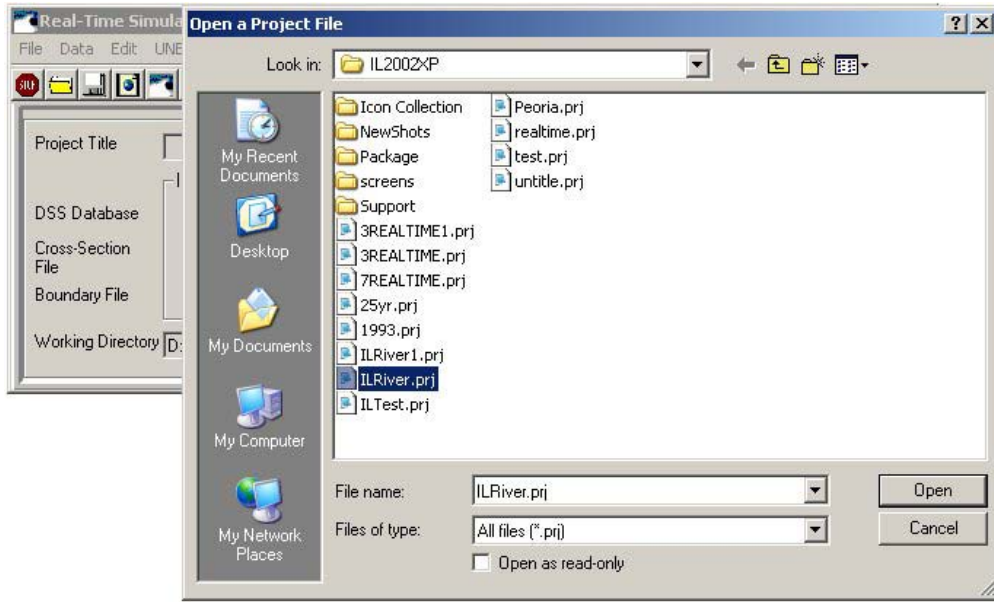 Real-Time Simula
File Data Edit UNE
STOP
Project Title
DSS Database
Cross-Section
File
Boundary File
Working Directory D:
Open a Project File
Look in: IL2002XP
My Recent
Documents
Desktop
My Documents
My Computer
My Network
Places
Icon Collection
NewShots
Package
screens
Support
3REALTIME1.prj
3REALTIME.prj
7REALTIME.prj
25yr.prj
1993.prj
ILRiver1.prj
ILRiver.prj
ILTest.prj
Peoria.prj
realtime.prj
test.prj
untitle.prj
File name: ILRiver.prj Open
Files of type: All files (*.prj) Cancel
Open as read-only